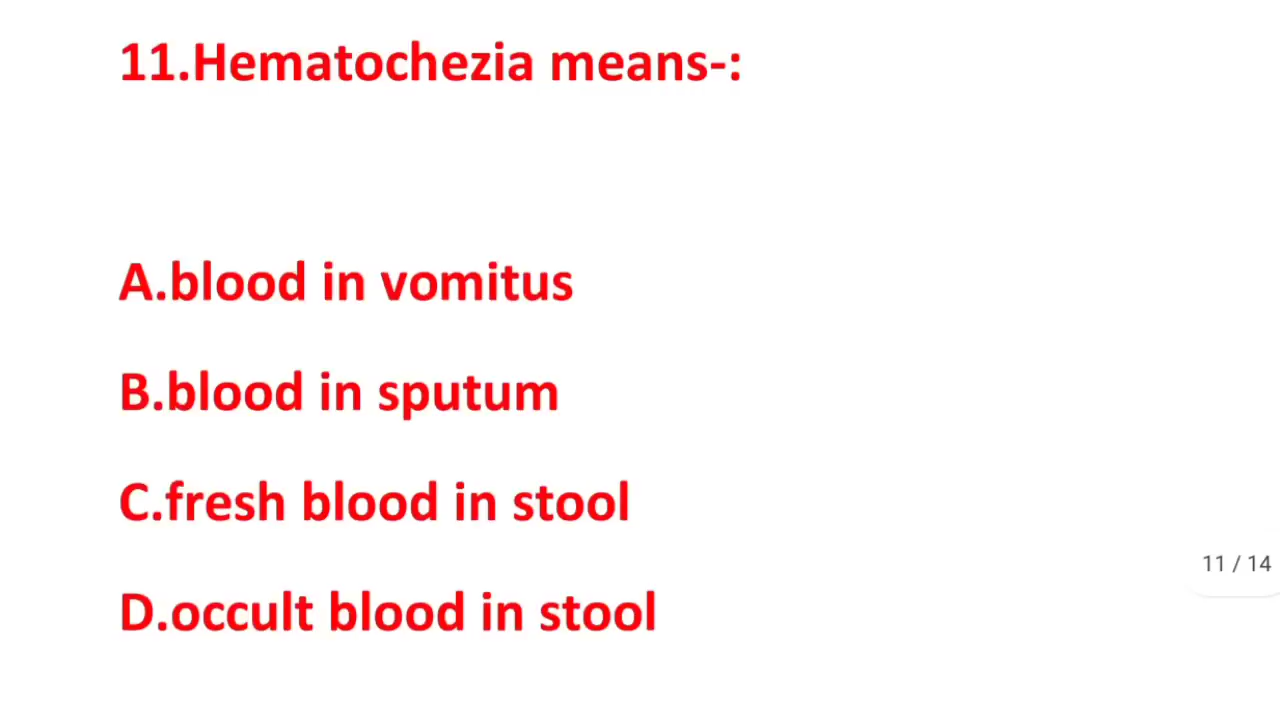 11.Hematochezia means-:
A.blood in vomitus
B.blood in sputum
C.fresh blood in stool
11 / 14
D.occult blood in stool